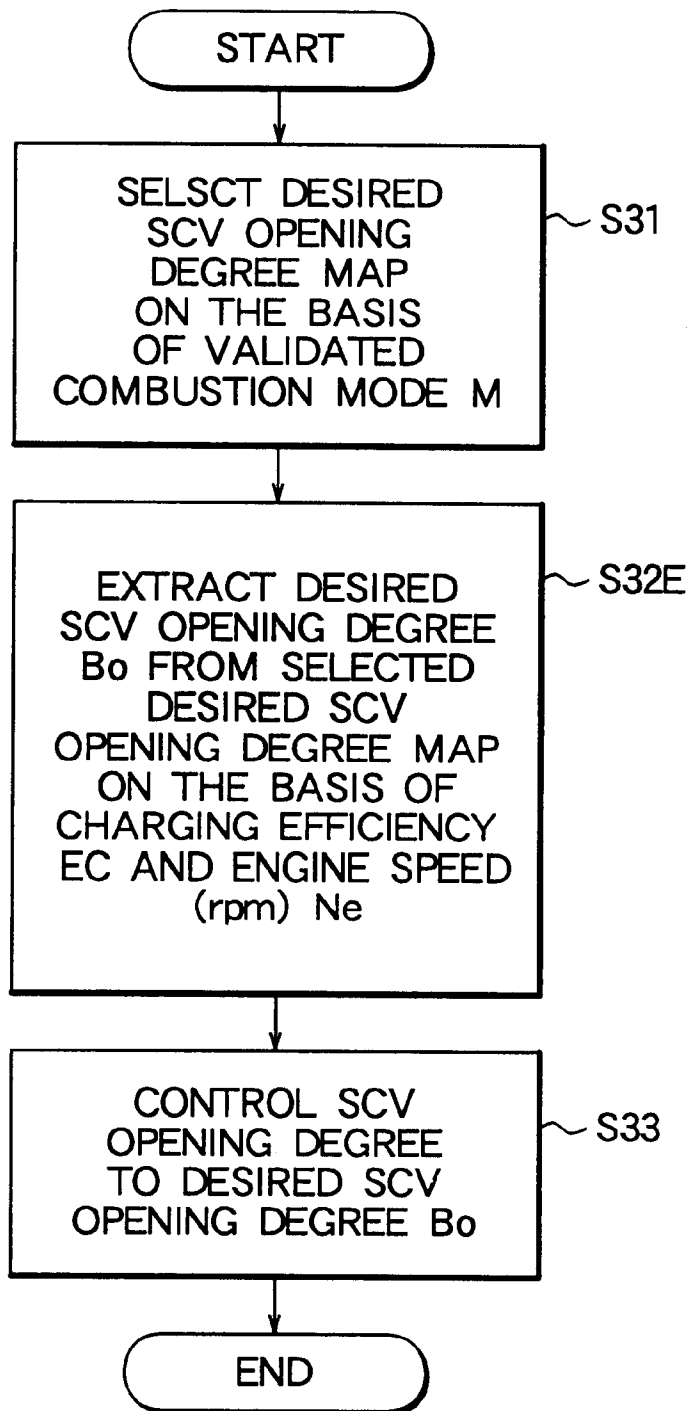 START
SELSCT DESIRED
SCV OPENING
DEGREE MAP
ON THE BASIS
OF VALIDATED
COMBUSTION MODE M
S31
EXTRACT DESIRED
SCV OPENING DEGREE
Bo FROM SELECTED
DESIRED SCV
OPENING DEGREE MAP
ON THE BASIS OF
CHARGING EFFICIENCY
EC AND ENGINE SPEED
(rpm) Ne
S32E
CONTROL SCV
OPENING DEGREE
TO DESIRED SCV
OPENING DEGREE Bo
S33
END